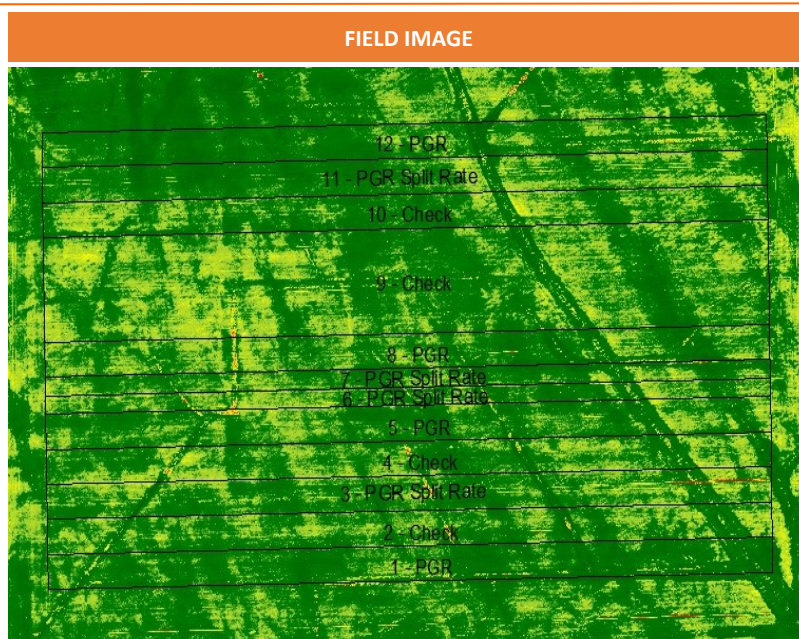 FIELD IMAGE
12 - PGR
11 - PGR Split Rate
10 - Check
9 - Check
8 - PGR
7 - PGR Split Rate
6 - PGR Split Rate
5 - PGR
4 - Check
3 - PGR Split Rate
2 - Check
1 - PGR